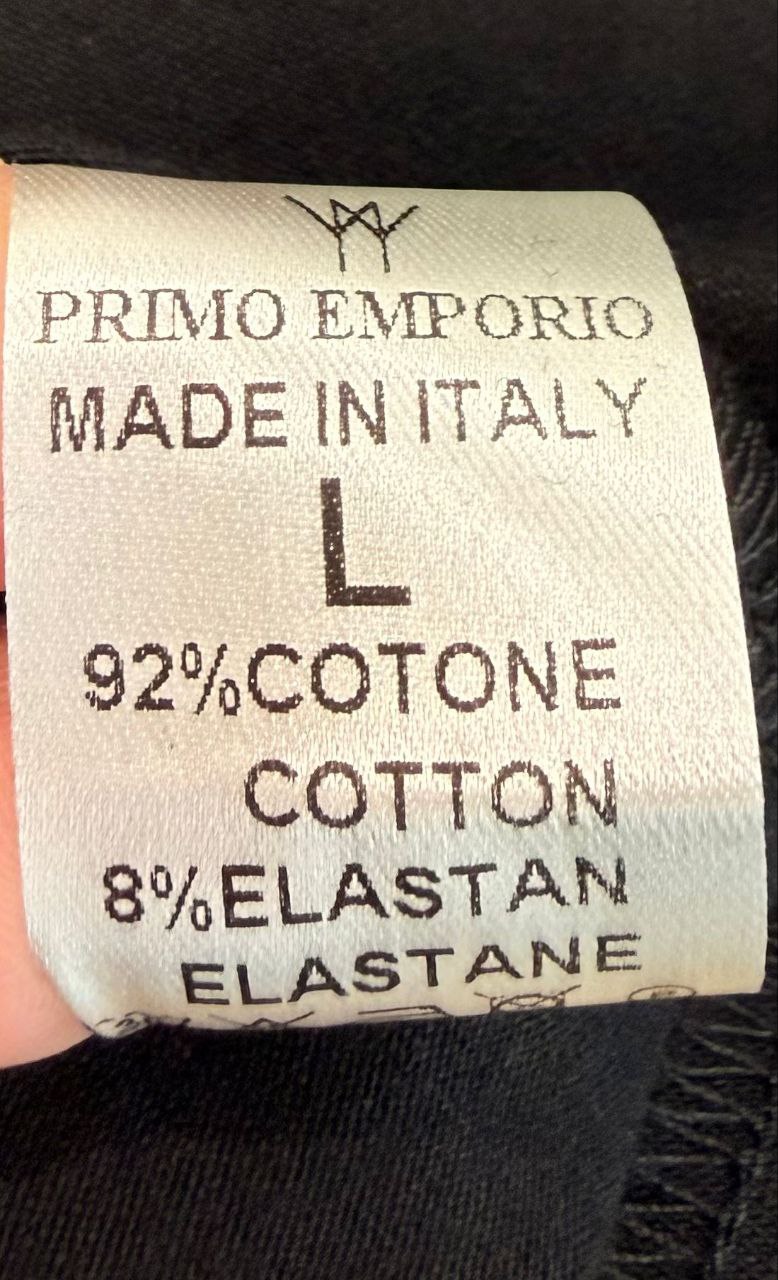 PRIMO EMPORIO
MADE IN ITALY
L
92%COTONE
COTTON
8%ELASTAN
ELASTANE